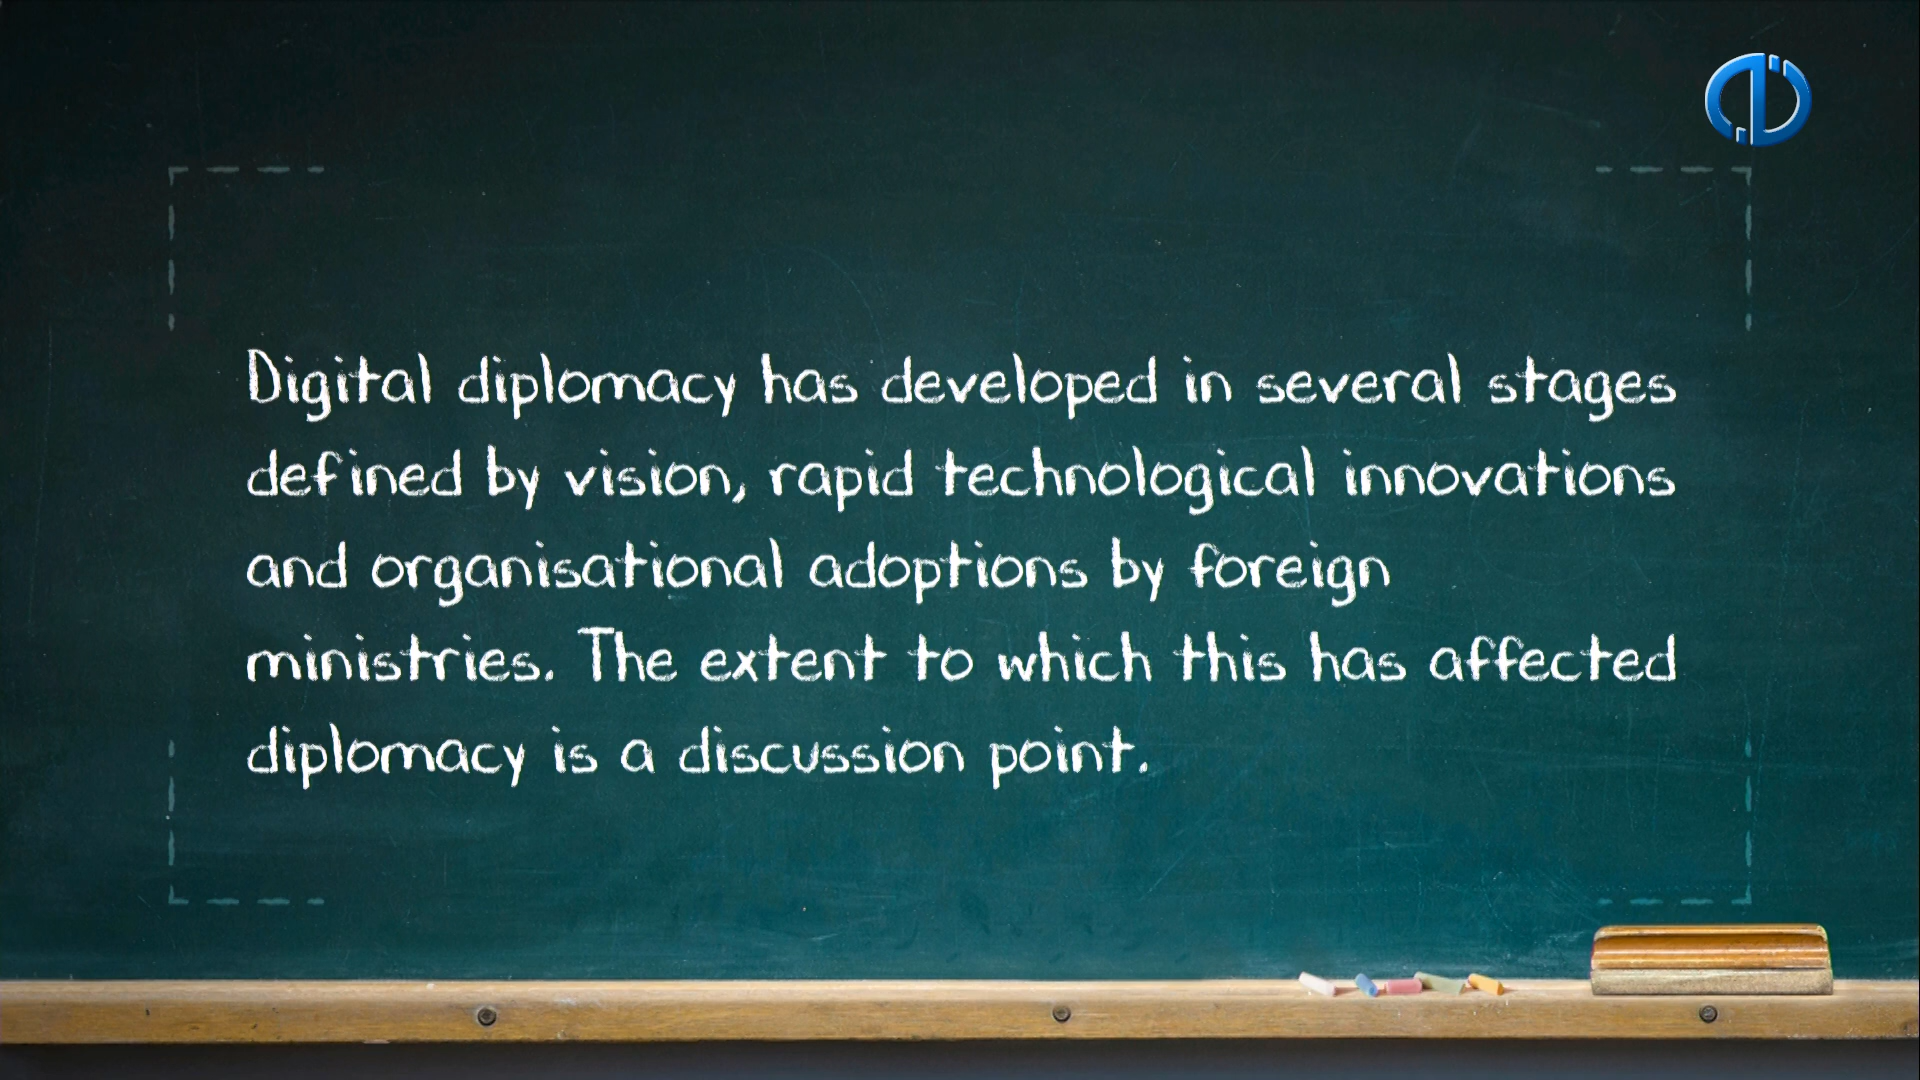 Digital diplomacy has developed in several stages
defined by vision, rapid technological innovations
and organisational adoptions by foreign
ministries. The extent to which this has affected
diplomacy is a discussion point.